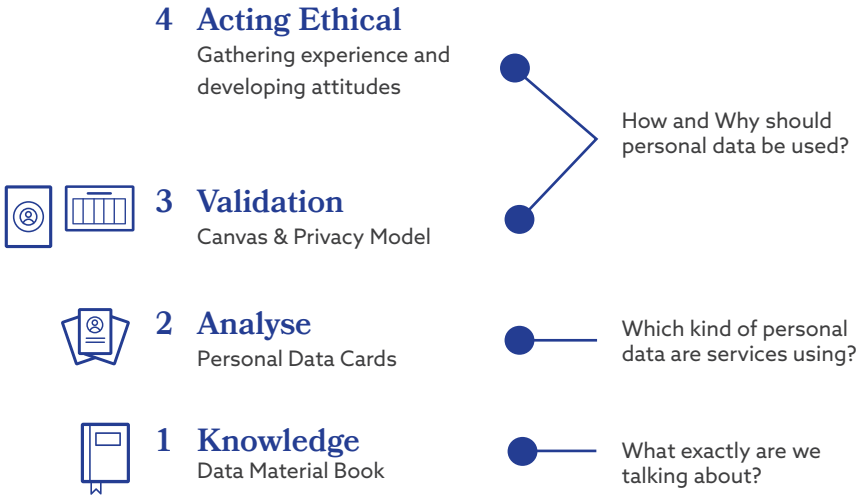 4 Acting Ethical
Gathering experience and
developing attitudes
How and Why should
personal data be used?
3 Validation
Canvas & Privacy Model
2 Analyse
Personal Data Cards
Which kind of personal
data are services using?
1 Knowledge
Data Material Book
What exactly are we
talking about?